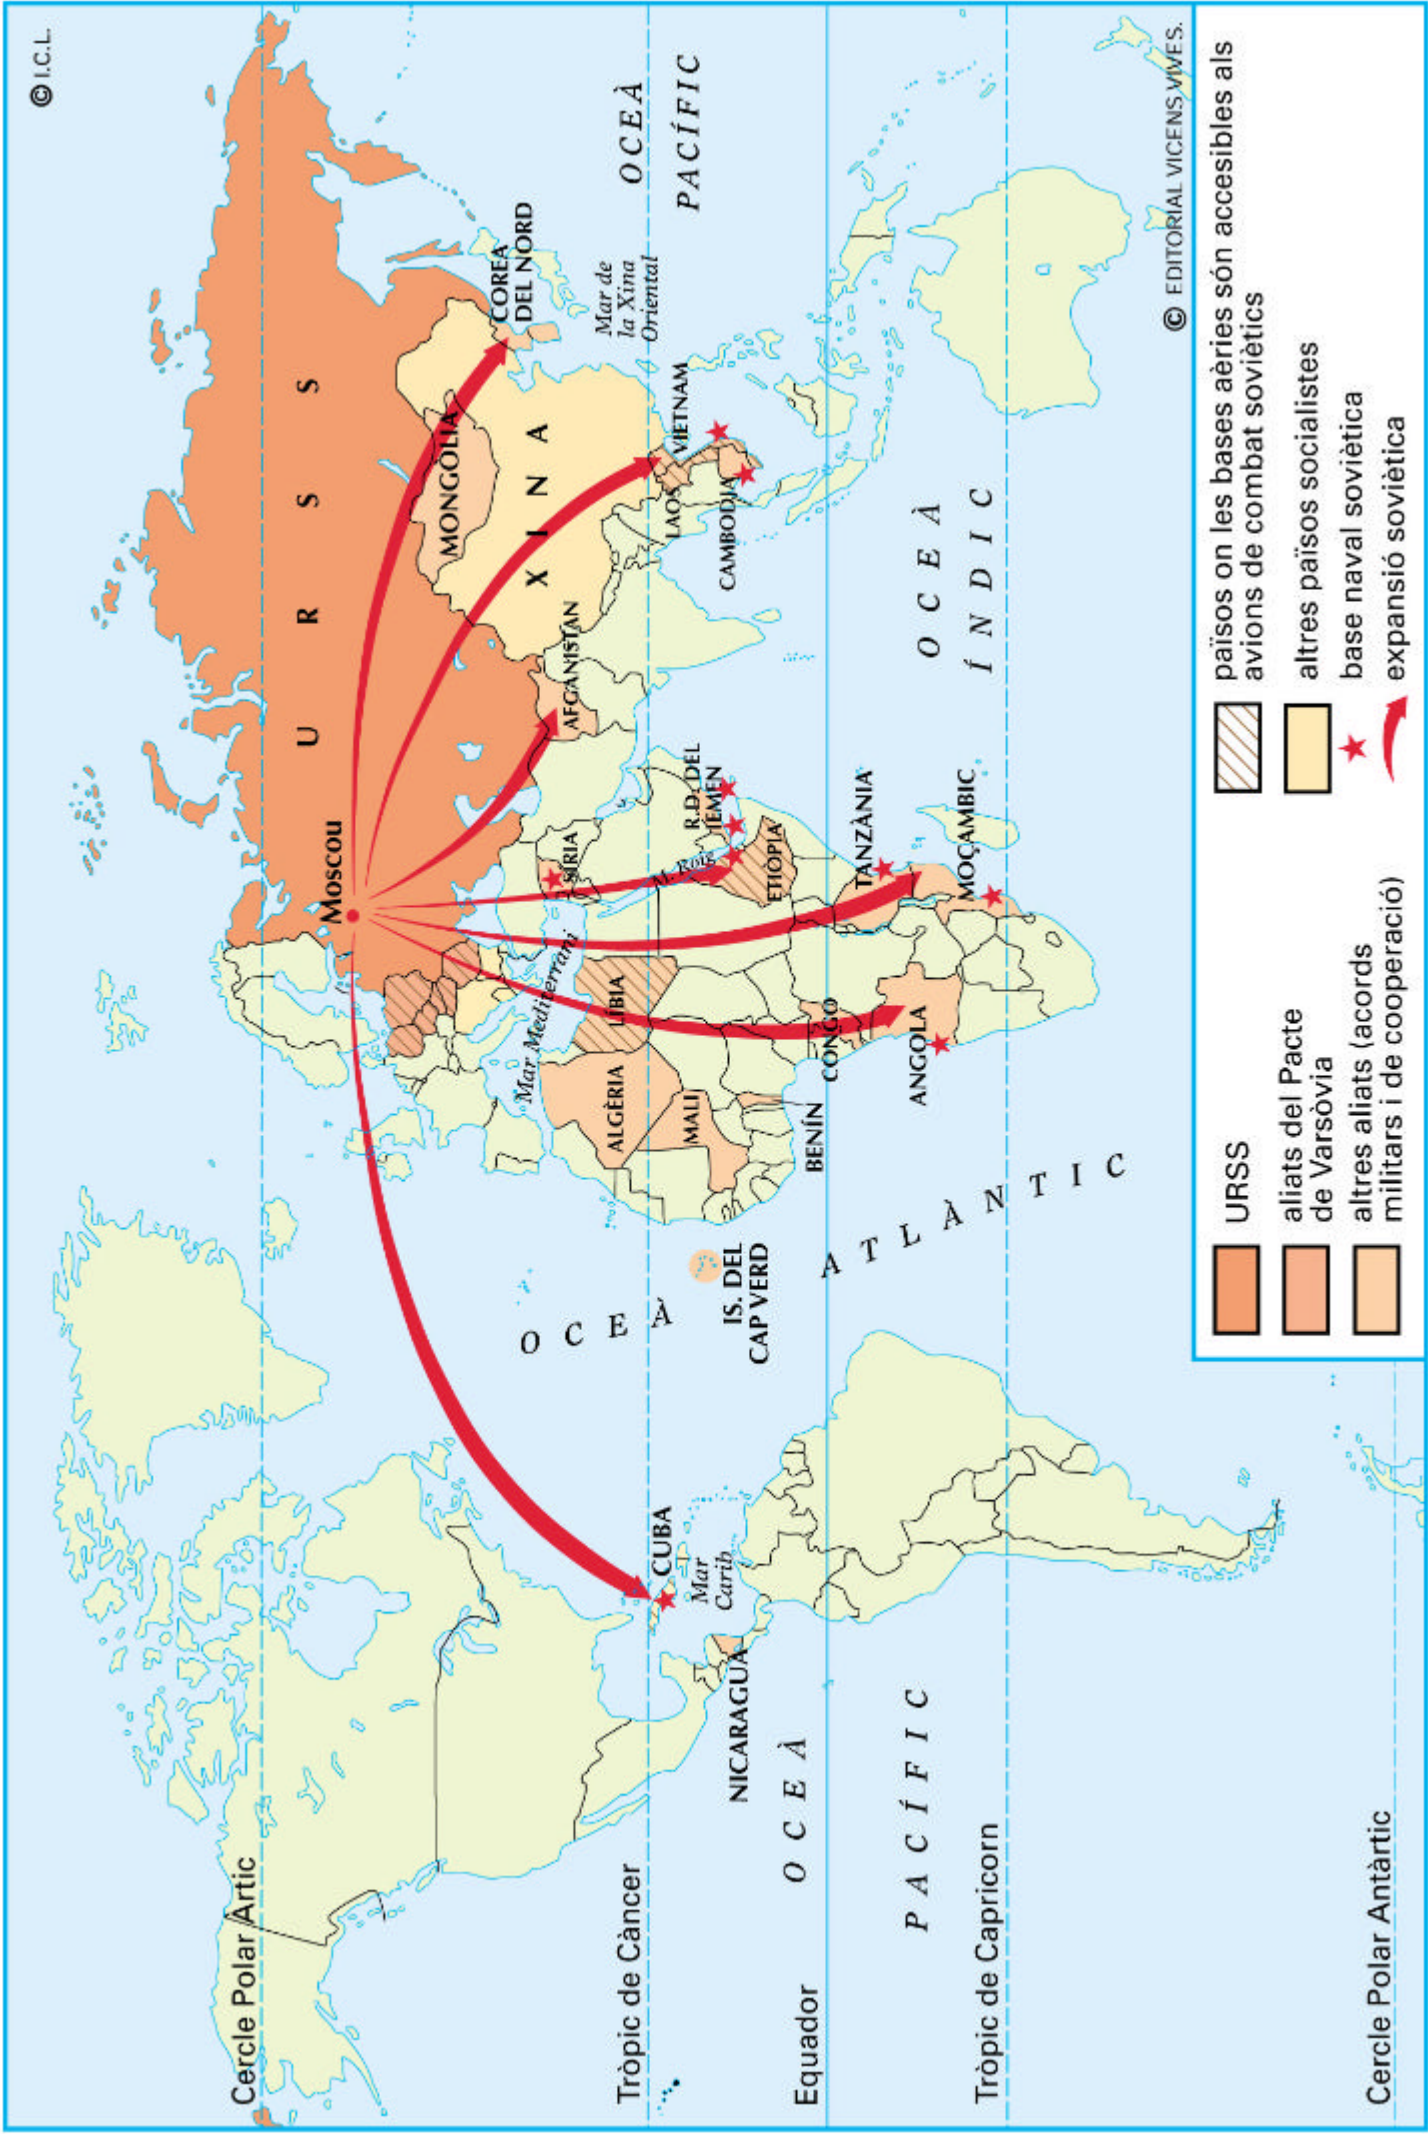 © I.C.L.
Cercle Polar Àrtic
U R S S
Moscou
MONGÒLIA
COREA
DEL NORD
X I N A
Mar de
la Xina
Oriental
OCEÀ
PACÍFIC
AFGANISTAN
SÍRIA
Mar Mediterrani
VIETNAM
LAOS
CAMBODJA
ALGÈRIA
LÍBIA
MALI
M. Roig
R.D. DEL
IEMEN
ETIÒPIA
Tròpic de Càncer
CUBA
Mar
Carib
NICARAGUA
OCEÀ
ATLÀNTIC
IS. DEL
CAP VERD
BENÍN
CONGO
ANGOLA
TANZÀNIA
MOÇAMBIC
OCEÀ
ÍNDIC
Equador
OCEÀ
PACÍFIC
Tròpic de Capricorn
Cercle Polar Antàrtic
© EDITORIAL VICENS VIVES.
URSS
aliats del Pacte
de Varsòvia
altres aliats (acords
militars i de cooperació)
països on les bases aèries són accesibles als
avions de combat soviètics
altres països socialistes
base naval soviètica
expansió soviètica